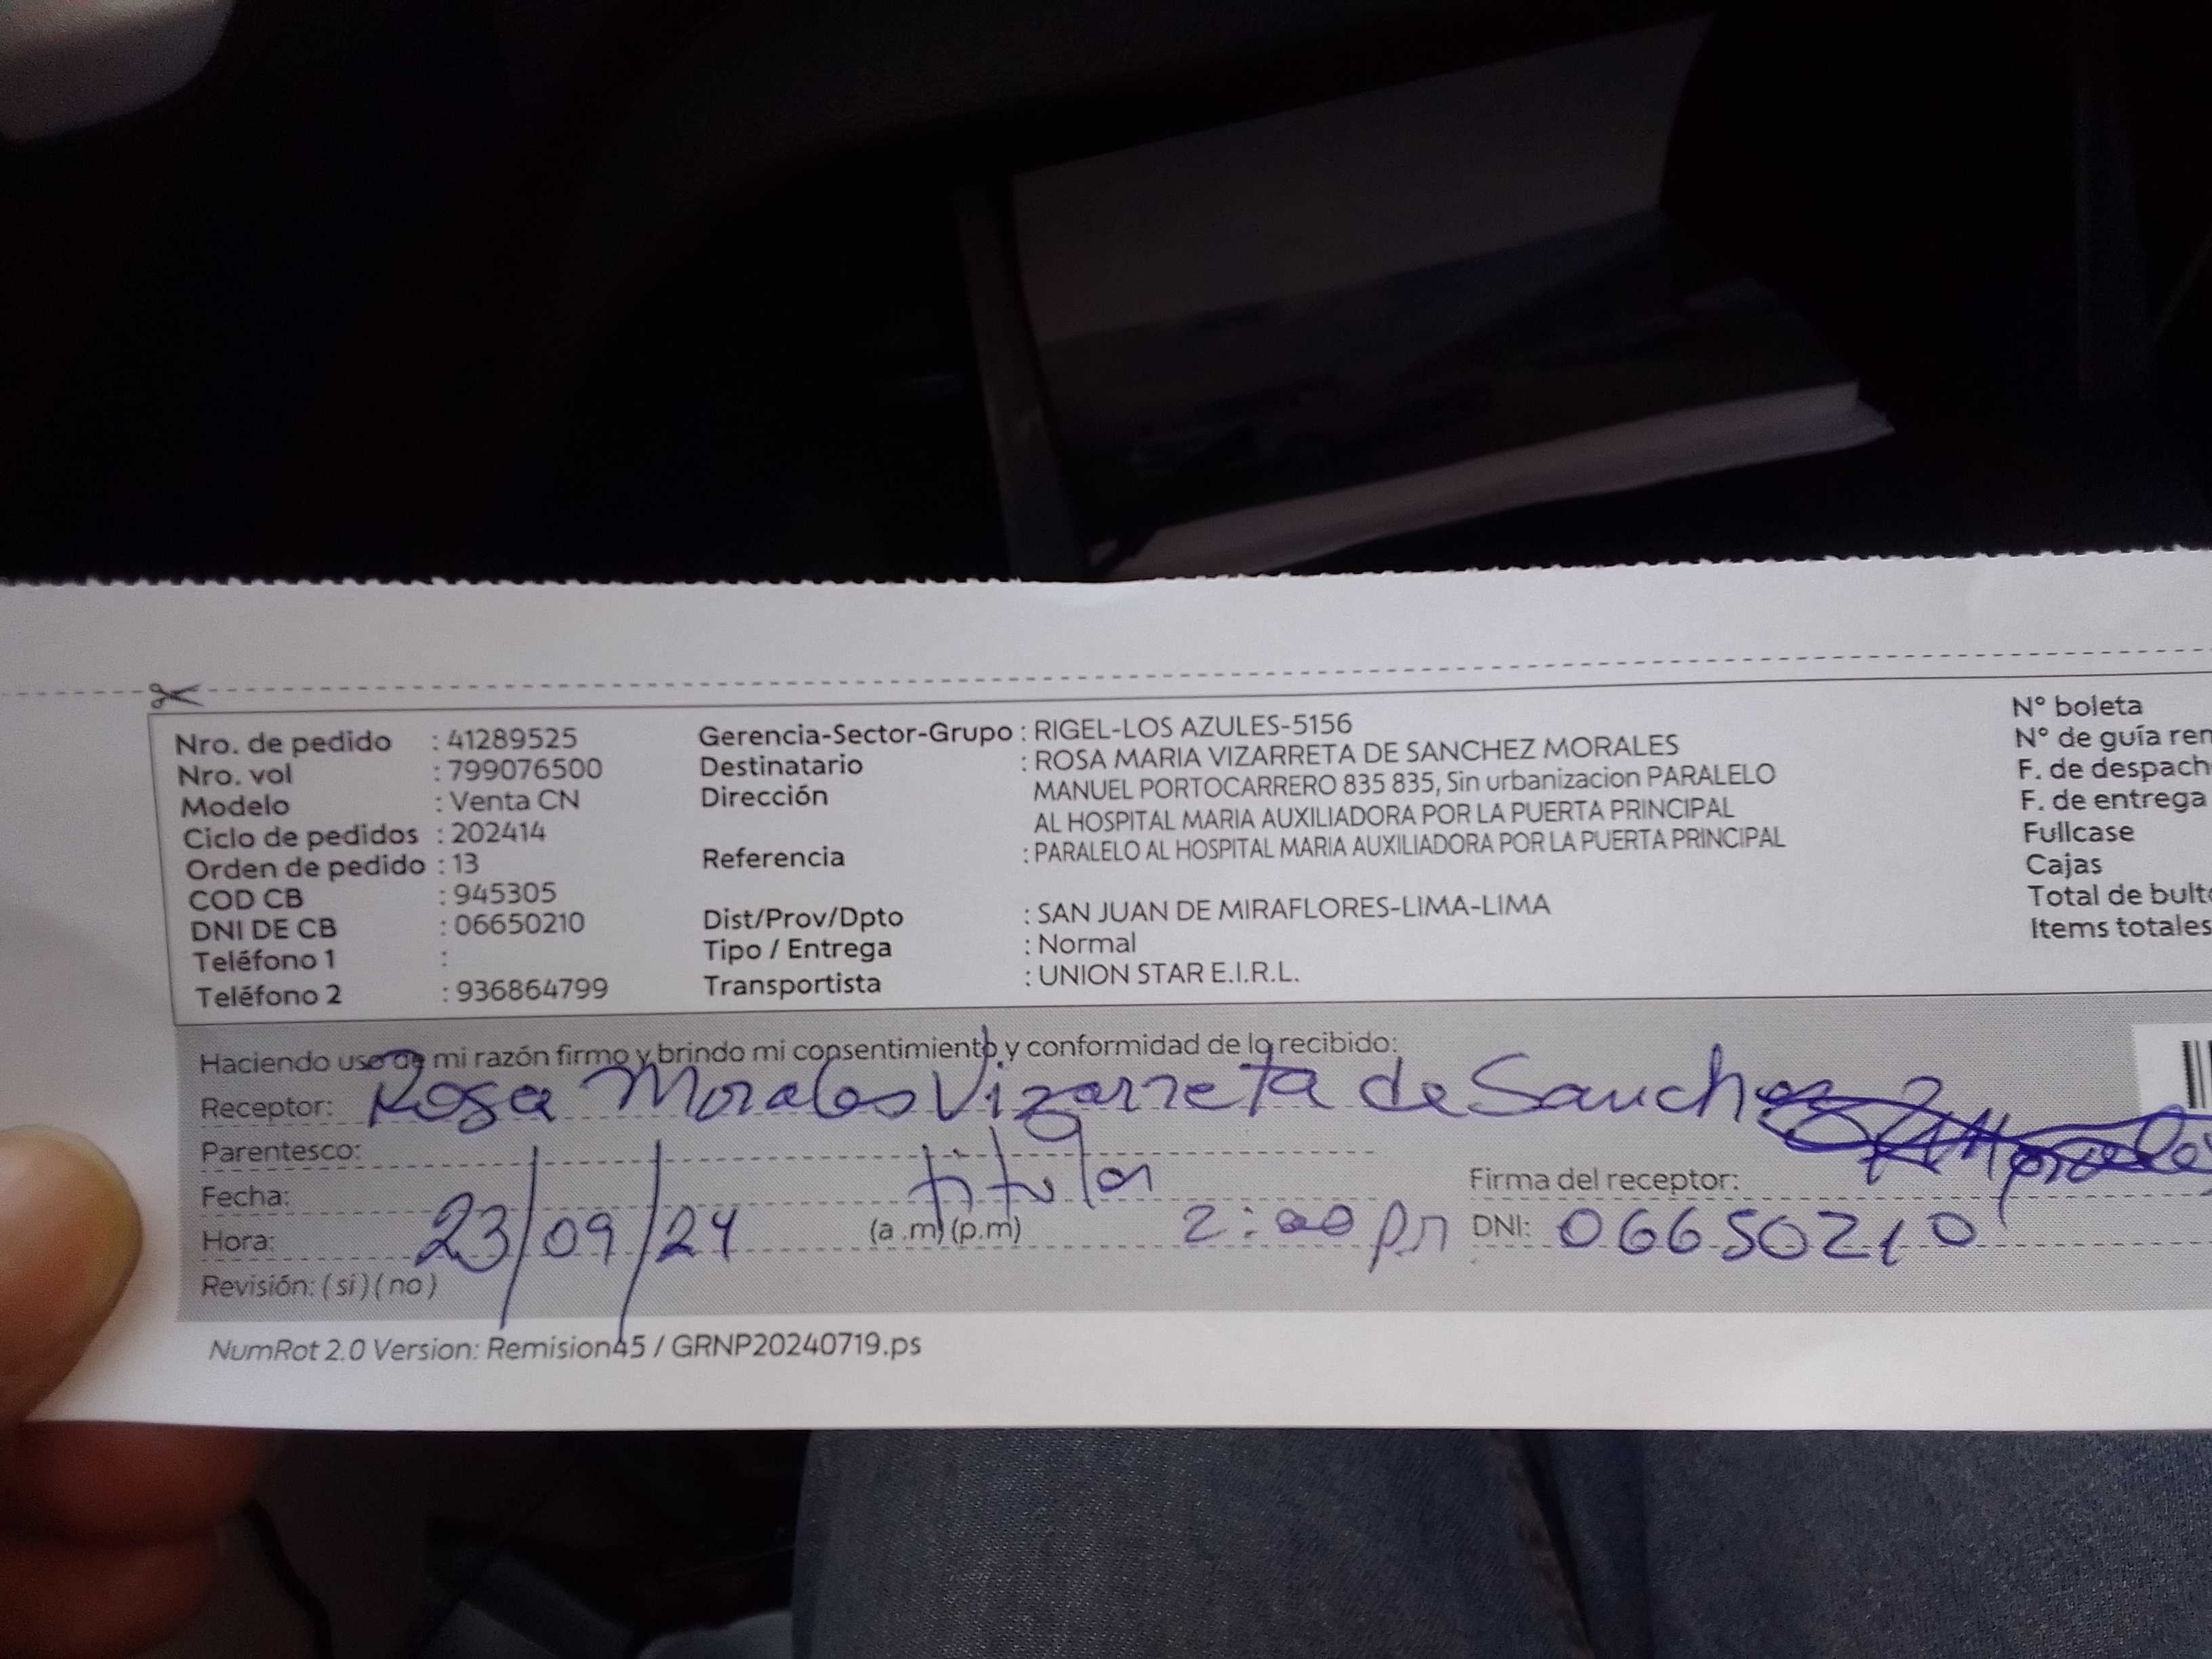 Nro. de pedido : 41289525
Nro. vol : 799076500
Modelo : Venta CN
Ciclo de pedidos : 202414
Orden de pedido : 13
COD CB : 945305
DNI DE CB : 06650210
Teléfono 1 :
Teléfono 2 : 936864799
Gerencia-Sector-Grupo : RIGEL-LOS AZULES-5156
Destinatario : ROSA MARIA VIZARRETA DE SANCHEZ MORALES
Dirección MANUEL PORTOCARRERO 835 835, Sin urbanizacion PARALELO
AL HOSPITAL MARIA AUXILIADORA POR LA PUERTA PRINCIPAL
Referencia : PARALELO AL HOSPITAL MARIA AUXILIADORA POR LA PUERTA PRINCIPAL
Dist/Prov/Dpto : SAN JUAN DE MIRAFLORES-LIMA-LIMA
Tipo / Entrega : Normal
Transportista : UNION STAR E.I.R.L.
N° boleta
N° de guía ren
F. de despach
F. de entrega
Fullcase
Cajas
Total de bult
Items totales
Haciendo uso de mi razón firmo y brindo mi consentimiento y conformidad de lo recibido:
Receptor: Rosa Morales Vizarreta de Sanchez
Parentesco: titular
Fecha:
Firma del receptor:
Hora: 23/09/24 (a.m) (p.m) 2:00 pm DNI: 06650210
Revisión: (si) (no)
NumRot 2.0 Version: Remision45 / GRNP20240719.ps